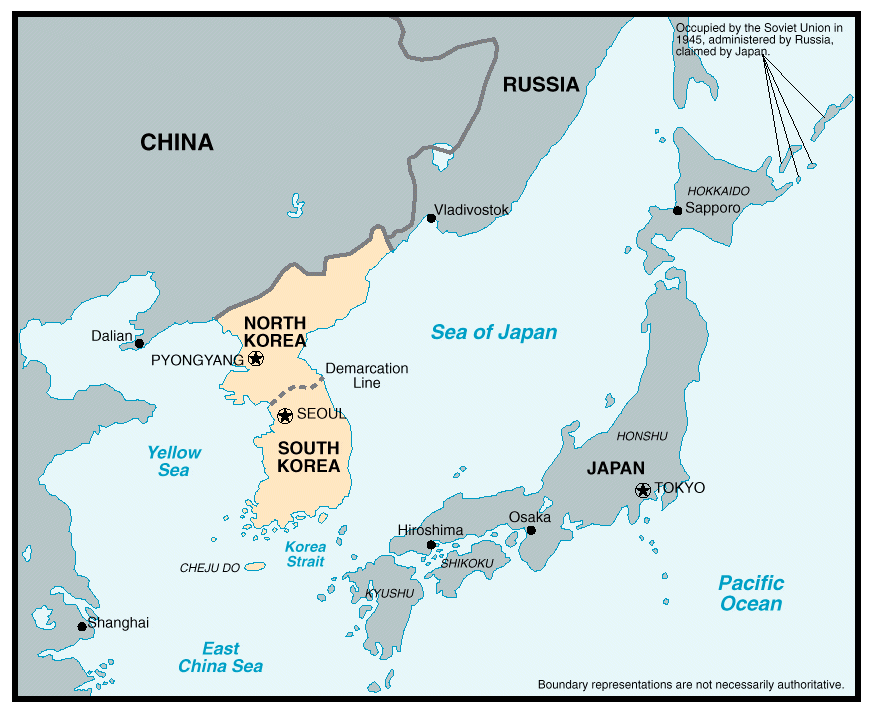 Occupied by the Soviet Union in
1945, administered by Russia,
claimed by Japan.
RUSSIA
CHINA
HOKKAIDO
Sapporo
Vladivostok
NORTH
KOREA
Sea of Japan
Dalian
PYONGYANG
Demarcation
Line
SEOUL
HONSHU
Yellow
Sea
SOUTH
KOREA
JAPAN
TOKYO
Osaka
Hiroshima
Korea
Strait
SHIKOKU
CHEJU DO
KYUSHU
Pacific
Ocean
Shanghai
East
China Sea
Boundary representations are not necessarily authoritative.